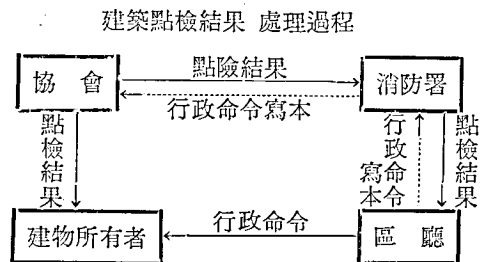 建築點檢結果 處理過程
協 會
點險結果
消防署
行政命令寫本
點檢結果
行政命令
寫本
點檢結果
建物所有者
行政命令
區 廳